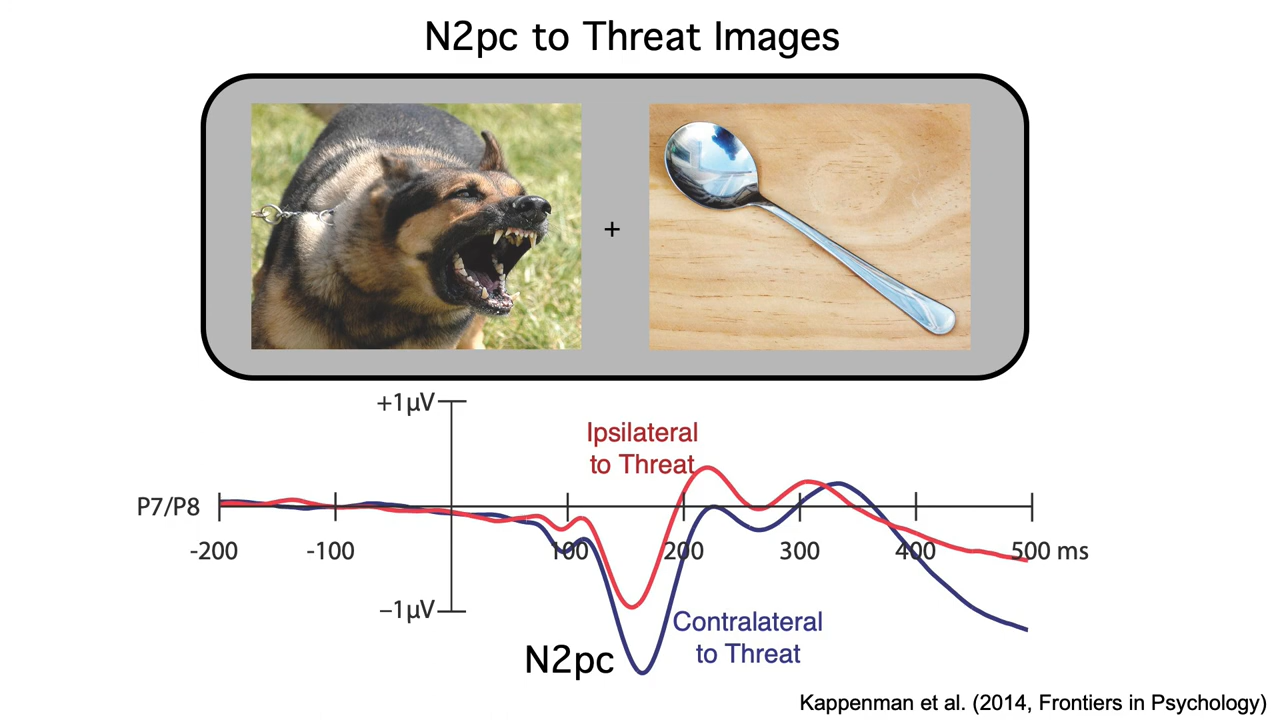 N2pc to Threat Images
+
+1µV
Ipsilateral
to Threat
P7/P8
-200 -100 100 200 300 400 500 ms
–1µV
Contralateral
to Threat
N2pc
Kappenman et al. (2014, Frontiers in Psychology)